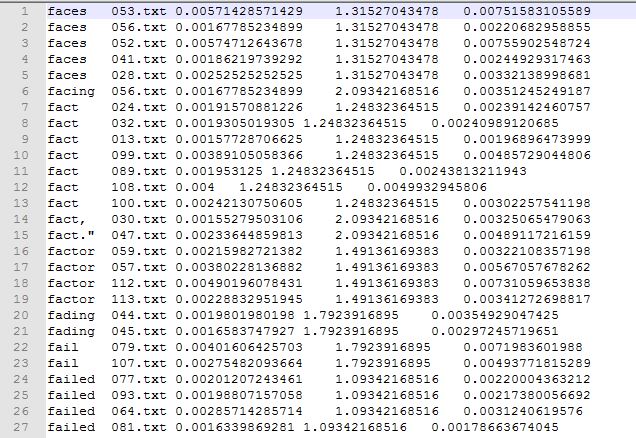 1 faces 053.txt 0.00571428571429 1.31527043478 0.00751583105589
2 faces 056.txt 0.00167785234899 1.31527043478 0.00220682958855
3 faces 052.txt 0.00574712643678 1.31527043478 0.00755902548724
4 faces 041.txt 0.00186219739292 1.31527043478 0.00244929317463
5 faces 028.txt 0.00252525252525 1.31527043478 0.00332138998681
6 facing 056.txt 0.00167785234899 2.09342168516 0.00351245249187
7 fact 024.txt 0.00191570881226 1.24832364515 0.00239142460757
8 fact 032.txt 0.0019305019305 1.24832364515 0.00240989120685
9 fact 013.txt 0.00157728706625 1.24832364515 0.00196896473999
10 fact 099.txt 0.00389105058366 1.24832364515 0.00485729044806
11 fact 089.txt 0.001953125 1.24832364515 0.00243813211943
12 fact 108.txt 0.004 1.24832364515 0.0049932945806
13 fact 100.txt 0.00242130750605 1.24832364515 0.00302257541198
14 fact, 030.txt 0.00155279503106 2.09342168516 0.00325065479063
15 fact." 047.txt 0.00233644859813 2.09342168516 0.00489117216159
16 factor 059.txt 0.00215982721382 1.49136169383 0.00322108357198
17 factor 057.txt 0.00380228136882 1.49136169383 0.00567057678262
18 factor 112.txt 0.00490196078431 1.49136169383 0.00731059653838
19 factor 113.txt 0.00228832951945 1.49136169383 0.00341272698817
20 fading 044.txt 0.0019801980198 1.7923916895 0.00354929047425
21 fading 045.txt 0.0016583747927 1.7923916895 0.00297245719651
22 fail 079.txt 0.00401606425703 1.7923916895 0.0071983601988
23 fail 107.txt 0.00275482093664 1.7923916895 0.00493771815289
24 failed 077.txt 0.00201207243461 1.09342168516 0.00220004363212
25 failed 093.txt 0.00198807157058 1.09342168516 0.00217380056692
26 failed 064.txt 0.00285714285714 1.09342168516 0.0031240619576
27 failed 081.txt 0.0016339869281 1.09342168516 0.00178663674045